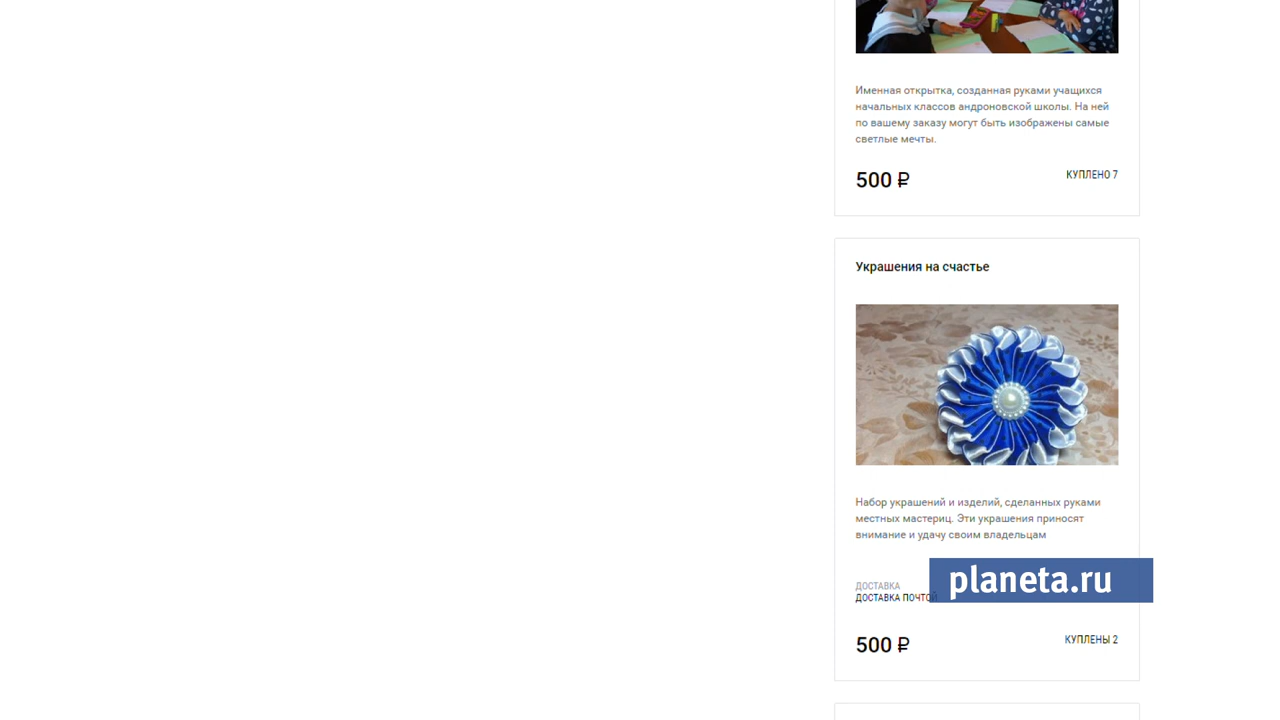 Именная открытка, созданная руками учащихся
начальных классов андроновской школы. На ней
по вашему заказу могут быть изображены самые
светлые мечты.
500 ₽
КУПЛЕНО 7
Украшения на счастье
Набор украшений и изделий, сделанных руками
местных мастериц. Эти украшения приносят
внимание и удачу своим владельцам
ДОСТАВКА
ДОСТАВКА ПОЧТОЙ
planeta.ru
500 ₽
КУПЛЕНЫ 2